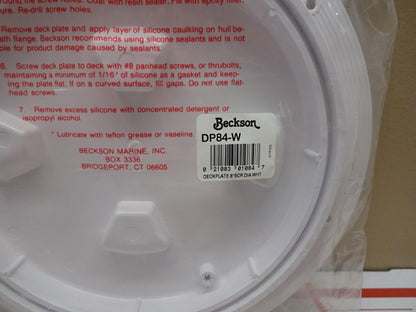 around the screw holes. Coat with resin sealer. Fill with epoxy filler.
ure. Re-drill screw holes.
Remove deck plate and apply layer of silicone caulking on hull be-
ath flange. Beckson recommends using silicone sealants and is not
ble for product damage caused by sealants.
6. Screw deck plate to deck with #8 panhead screws, or thrubolts,
maintaining a minimum of 1/16" of silicone as a gasket and keep-
ing the plate flat. If on a curved surface, fill gaps. Do not use flat-
head screws.
7. Remove excess silicone with concentrated detergent or
isopropyl alcohol.
* Lubricate with teflon grease or vaseline.
BECKSON MARINE, INC.
BOX 3336
BRIDGEPORT, CT 06605
Beckson
DP84-W
0 21083 01084 7
DECKPLATE 8"SCR DIA-WHT